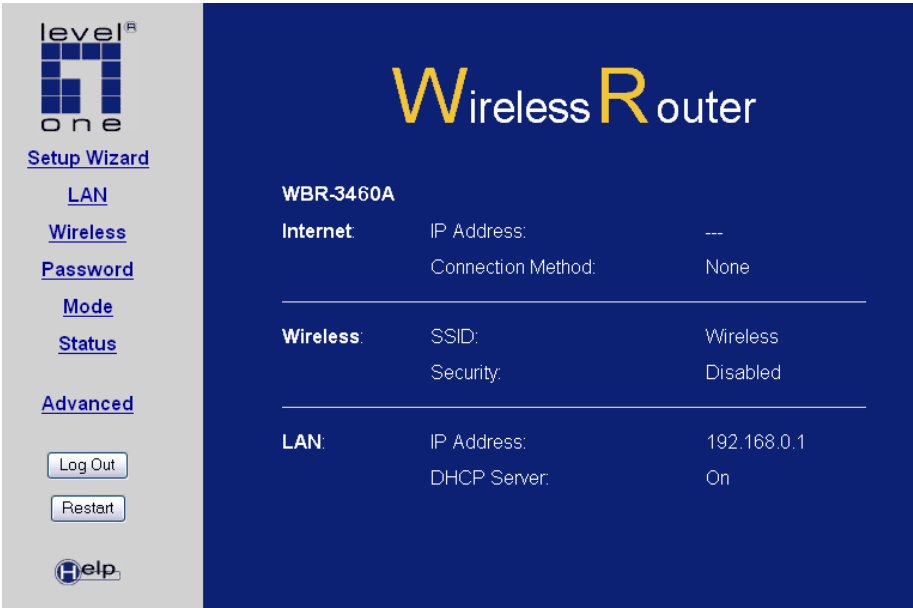 level®
one
Setup Wizard
LAN
Wireless
Password
Mode
Status
Advanced
Log Out
Restart
Help
Wireless Router
WBR-3460A
Internet: IP Address: ---
Connection Method: None
Wireless: SSID: Wireless
Security: Disabled
LAN: IP Address: 192.168.0.1
DHCP Server: On